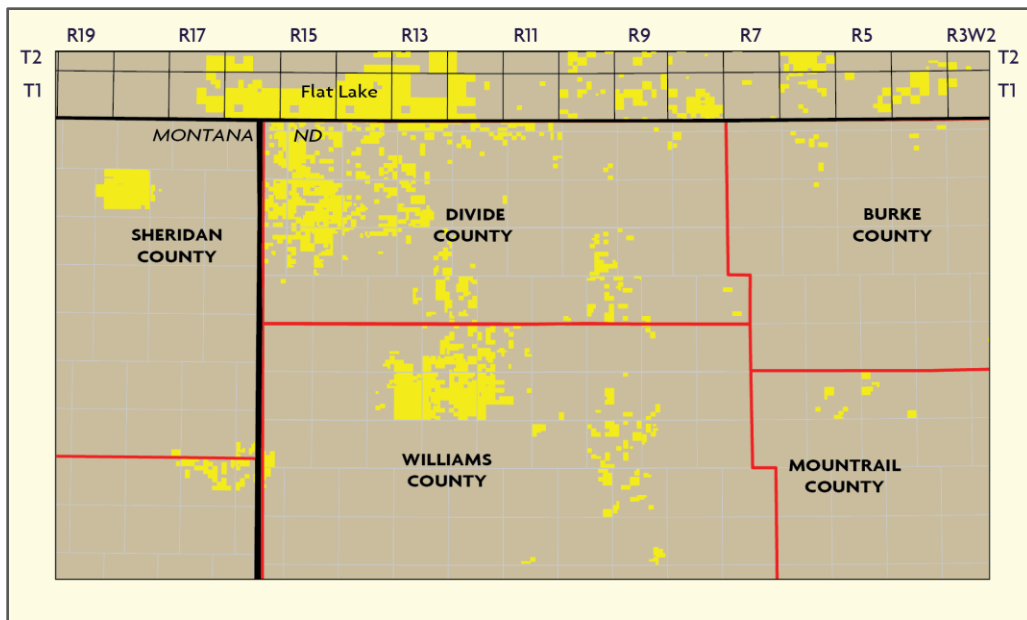 R19 R17 R15 R13 R11 R9 R7 R5 R3W2
T2 T2
T1 Flat Lake T1
MONTANA ND
DIVIDE
COUNTY
BURKE
COUNTY
SHERIDAN
COUNTY
WILLIAMS
COUNTY
MOUNTRAIL
COUNTY